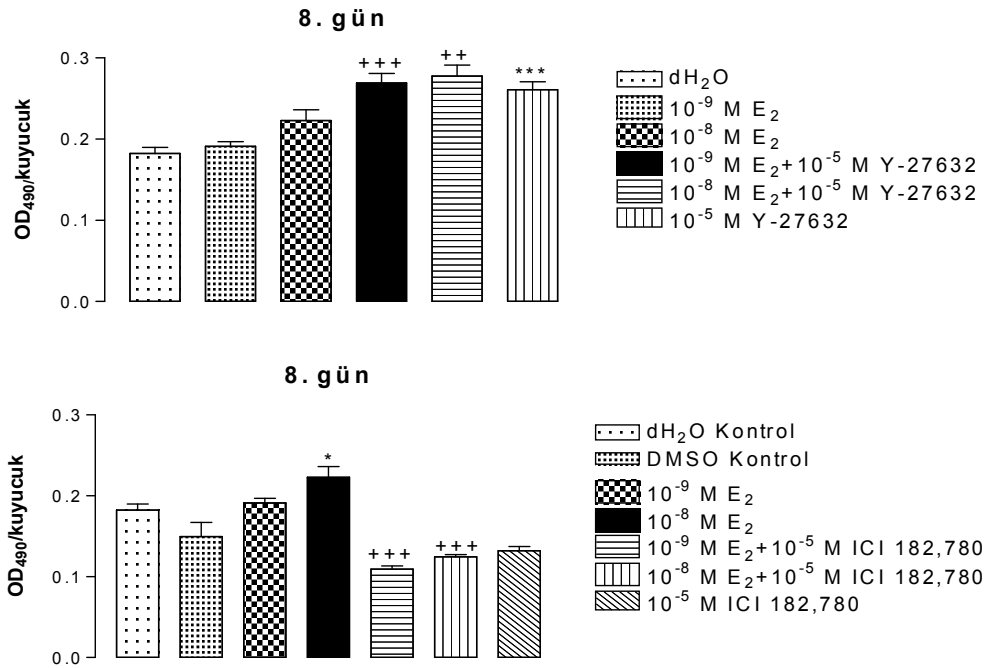 8. gün
OD₄₉₀/kuyucuk
0.3
0.2
0.1
0.0
+++
++
***
dH₂O
10⁻⁹ M E₂
10⁻⁸ M E₂
10⁻⁹ M E₂+10⁻⁵ M Y-27632
10⁻⁸ M E₂+10⁻⁵ M Y-27632
10⁻⁵ M Y-27632
8. gün
OD₄₉₀/kuyucuk
0.3
0.2
0.1
0.0
*
+++
+++
dH₂O Kontrol
DMSO Kontrol
10⁻⁹ M E₂
10⁻⁸ M E₂
10⁻⁹ M E₂+10⁻⁵ M ICI 182,780
10⁻⁸ M E₂+10⁻⁵ M ICI 182,780
10⁻⁵ M ICI 182,780